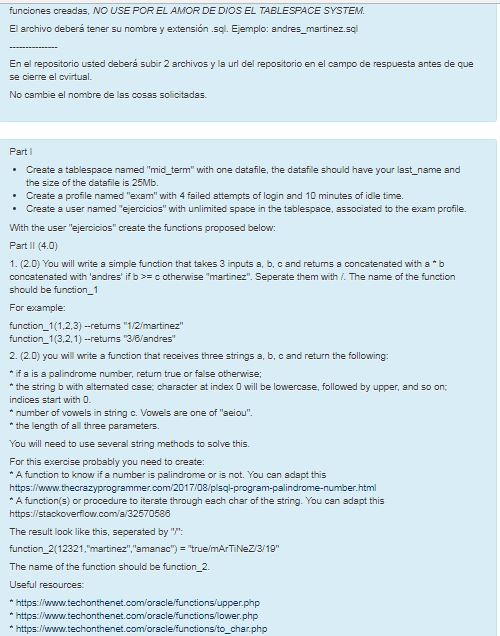 funciones creadas, NO USE POR EL AMOR DE DIOS EL TABLESPACE SYSTEM.
El archivo deberá tener su nombre y extensión .sql. Ejemplo: andres_martinez.sql
---------------
En el repositorio usted deberá subir 2 archivos y la url del repositorio en el campo de respuesta antes de que
se cierre el cvirtual.
No cambie el nombre de las cosas solicitadas.
Part I
• Create a tablespace named "mid_term" with one datafile, the datafile should have your last_name and
the size of the datafile is 25Mb.
• Create a profile named "exam" with 4 failed attempts of login and 10 minutes of idle time.
• Create a user named "ejercicios" with unlimited space in the tablespace, associated to the exam profile.
With the user "ejercicios" create the functions proposed below:
Part II (4.0)
1. (2.0) You will write a simple function that takes 3 inputs a, b, c and returns a concatenated with a * b
concatenated with 'andres' if b >= c otherwise "martinez". Seperate them with /. The name of the function
should be function_1
For example:
function_1(1,2,3) --returns "1/2/martinez"
function_1(3,2,1) --returns "3/6/andres"
2. (2.0) you will write a function that receives three strings a, b, c and return the following:
* if a is a palindrome number, return true or false otherwise;
* the string b with alternated case; character at index 0 will be lowercase, followed by upper, and so on;
indices start with 0.
* number of vowels in string c. Vowels are one of "aeiou".
* the length of all three parameters.
You will need to use several string methods to solve this.
For this exercise probably you need to create:
* A function to know if a number is palindrome or is not. You can adapt this
https://www.thecrazyprogrammer.com/2017/08/plsql-program-palindrome-number.html
* A function(s) or procedure to iterate through each char of the string. You can adapt this
https://stackoverflow.com/a/32570586
The result look like this, seperated by "/":
function_2(12321,"martinez","amanac") = "true/mArTiNeZ/3/19"
The name of the function should be function_2.
Useful resources:
* https://www.techonthenet.com/oracle/functions/upper.php
* https://www.techonthenet.com/oracle/functions/lower.php
* https://www.techonthenet.com/oracle/functions/to_char.php